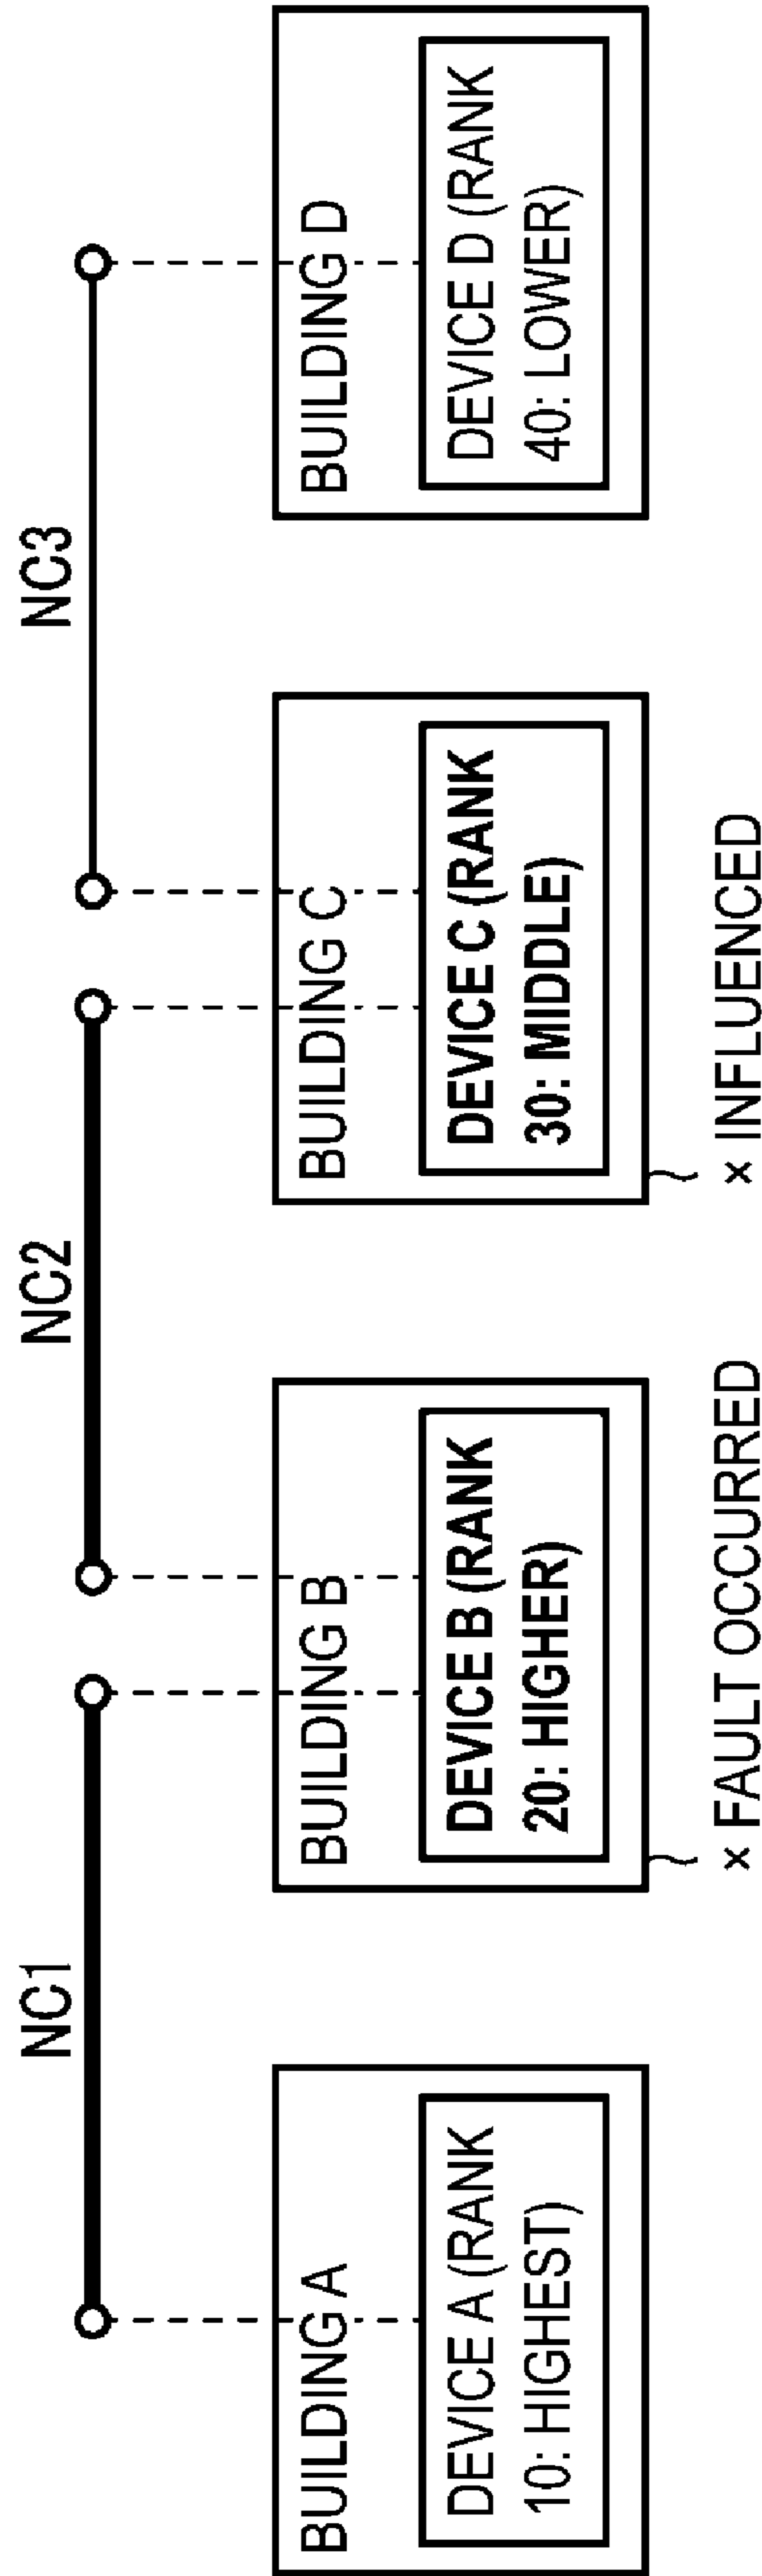 NC1
NC2
NC3
BUILDING A
DEVICE A (RANK
10: HIGHEST)
BUILDING B
DEVICE B (RANK
20: HIGHER)
× FAULT OCCURRED
BUILDING C
DEVICE C (RANK
30: MIDDLE)
× INFLUENCED
BUILDING D
DEVICE D (RANK
40: LOWER)